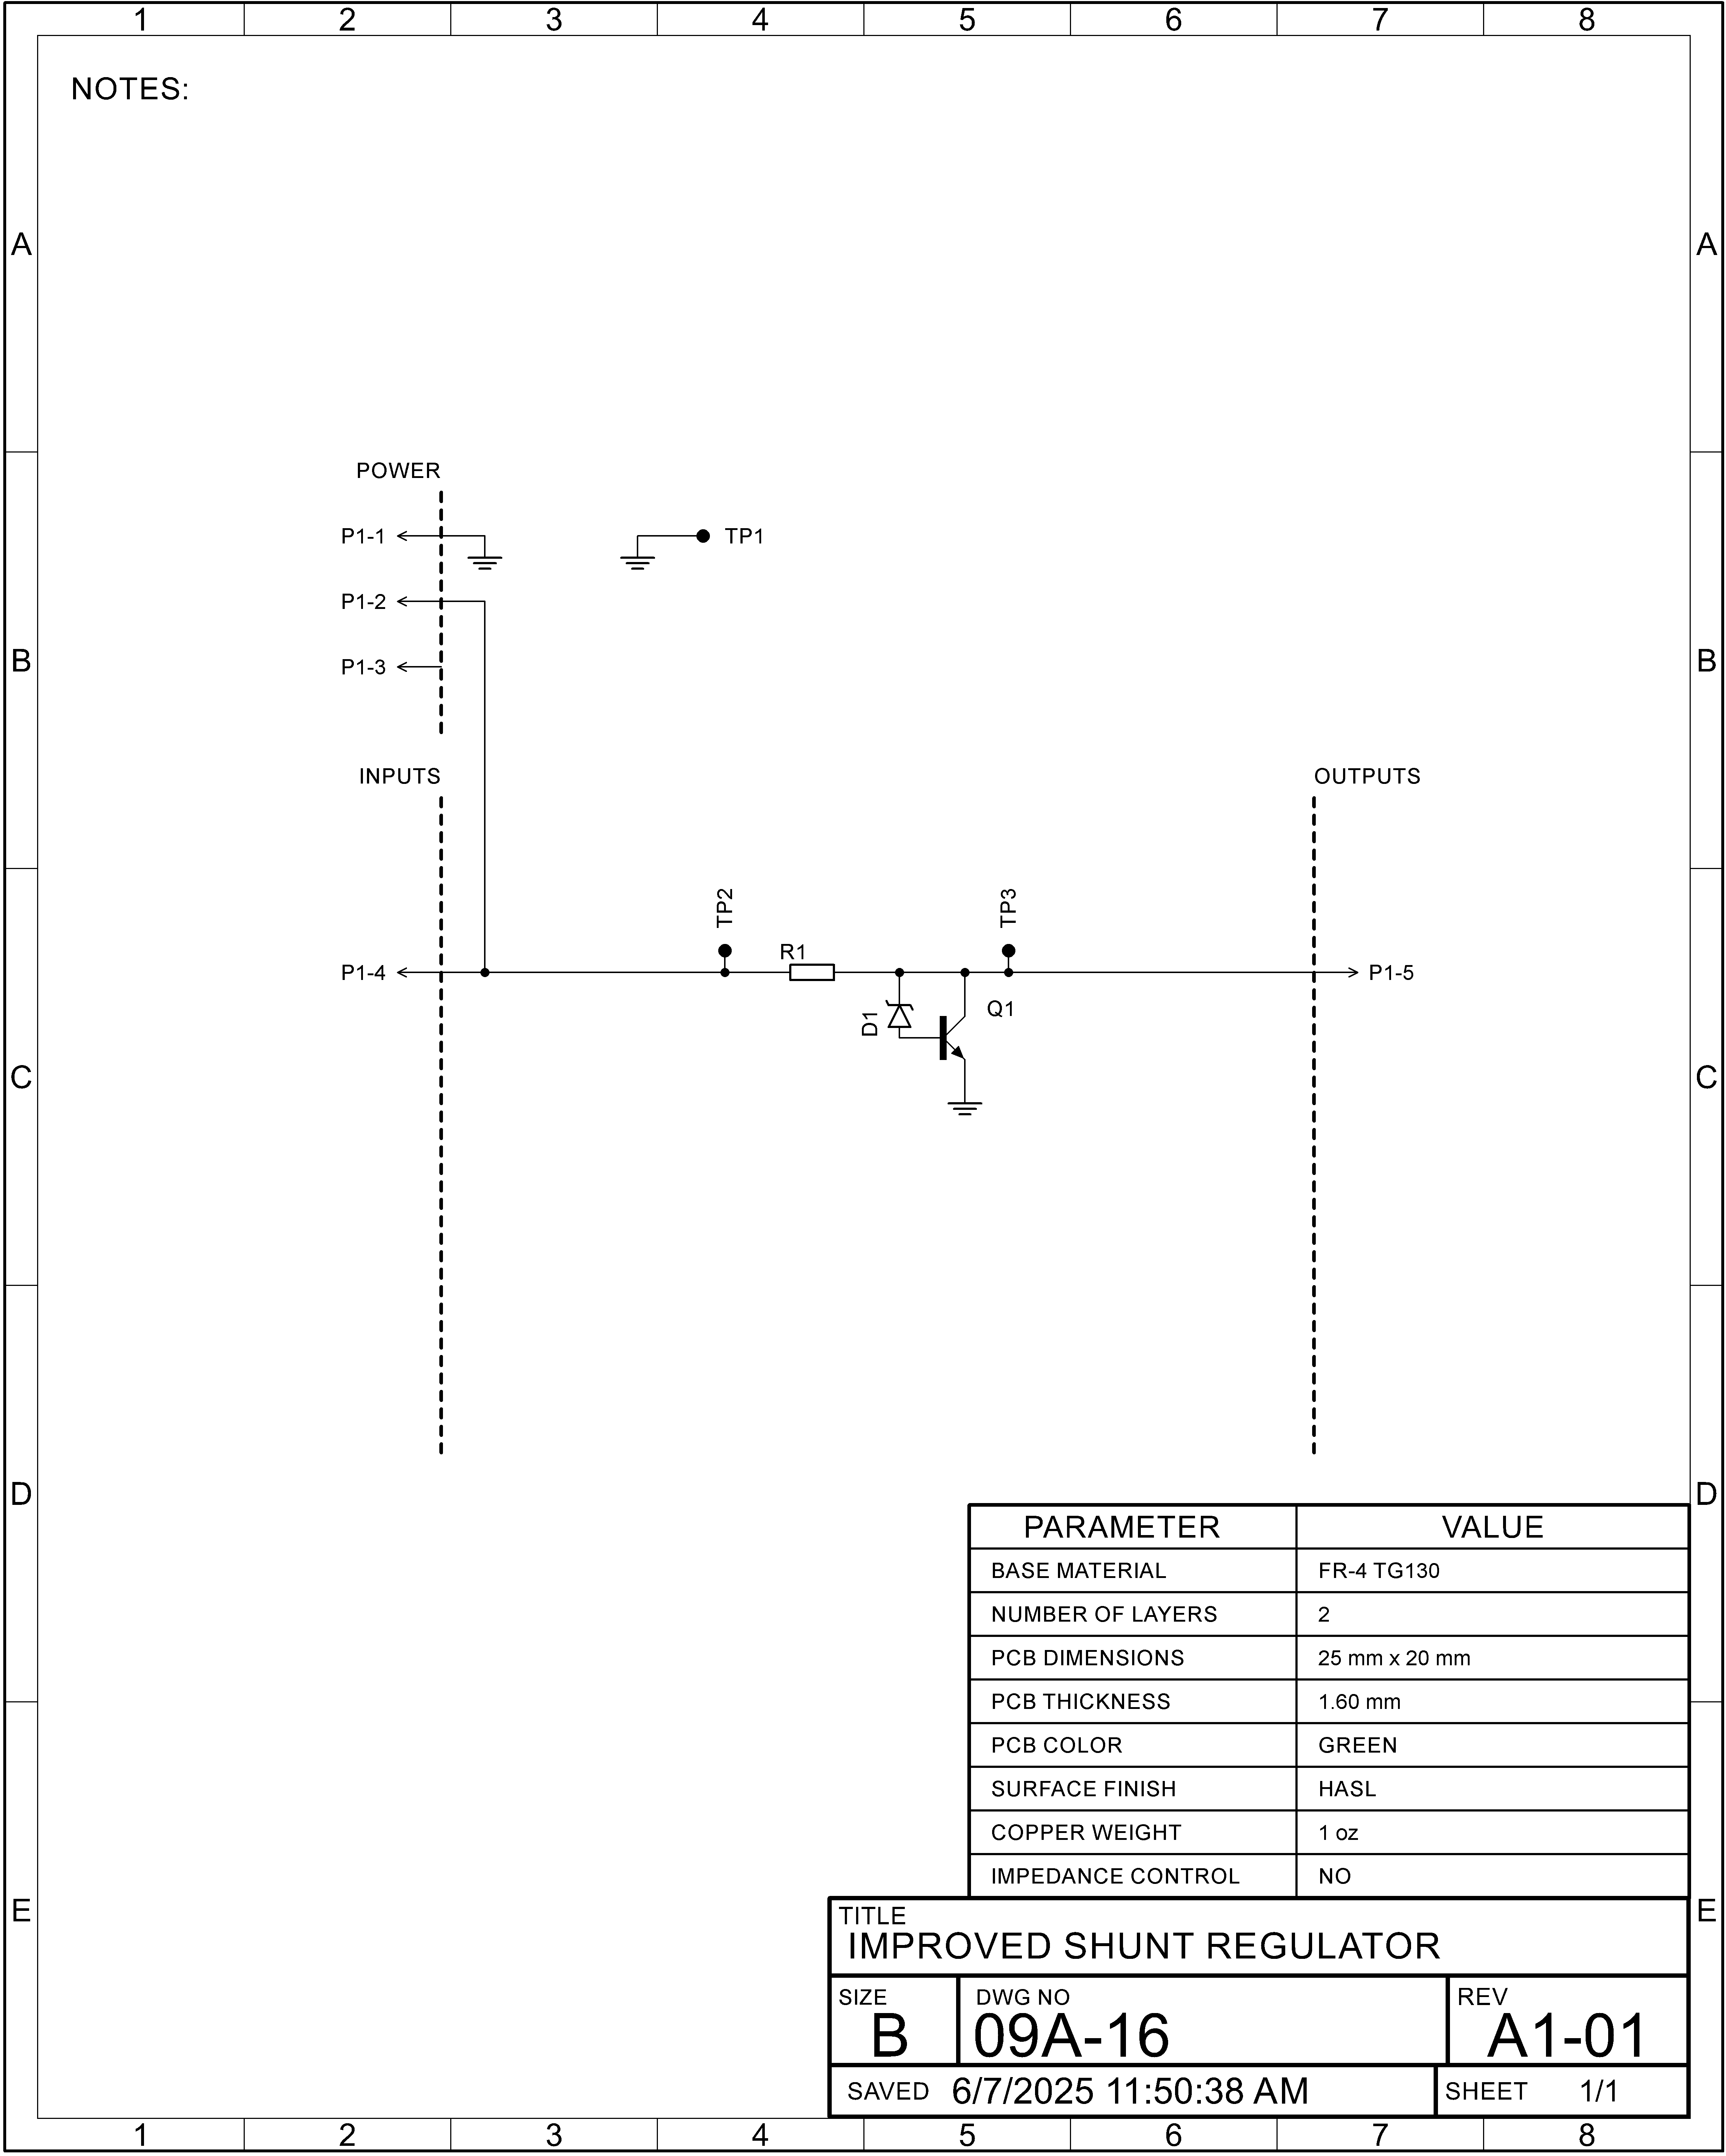 1 2 3 4 5 6 7 8
NOTES:
A A
POWER
P1-1
TP1
P1-2
B B
P1-3
INPUTS
OUTPUTS
TP2
TP3
R1
P1-4
P1-5
D1
Q1
C C
D D
PARAMETER VALUE
BASE MATERIAL FR-4 TG130
NUMBER OF LAYERS 2
PCB DIMENSIONS 25 mm x 20 mm
PCB THICKNESS 1.60 mm
PCB COLOR GREEN
SURFACE FINISH HASL
COPPER WEIGHT 1 oz
IMPEDANCE CONTROL NO
E E
TITLE
IMPROVED SHUNT REGULATOR
SIZE DWG NO REV
B 09A-16 A1-01
SAVED 6/7/2025 11:50:38 AM SHEET 1/1
1 2 3 4 5 6 7 8